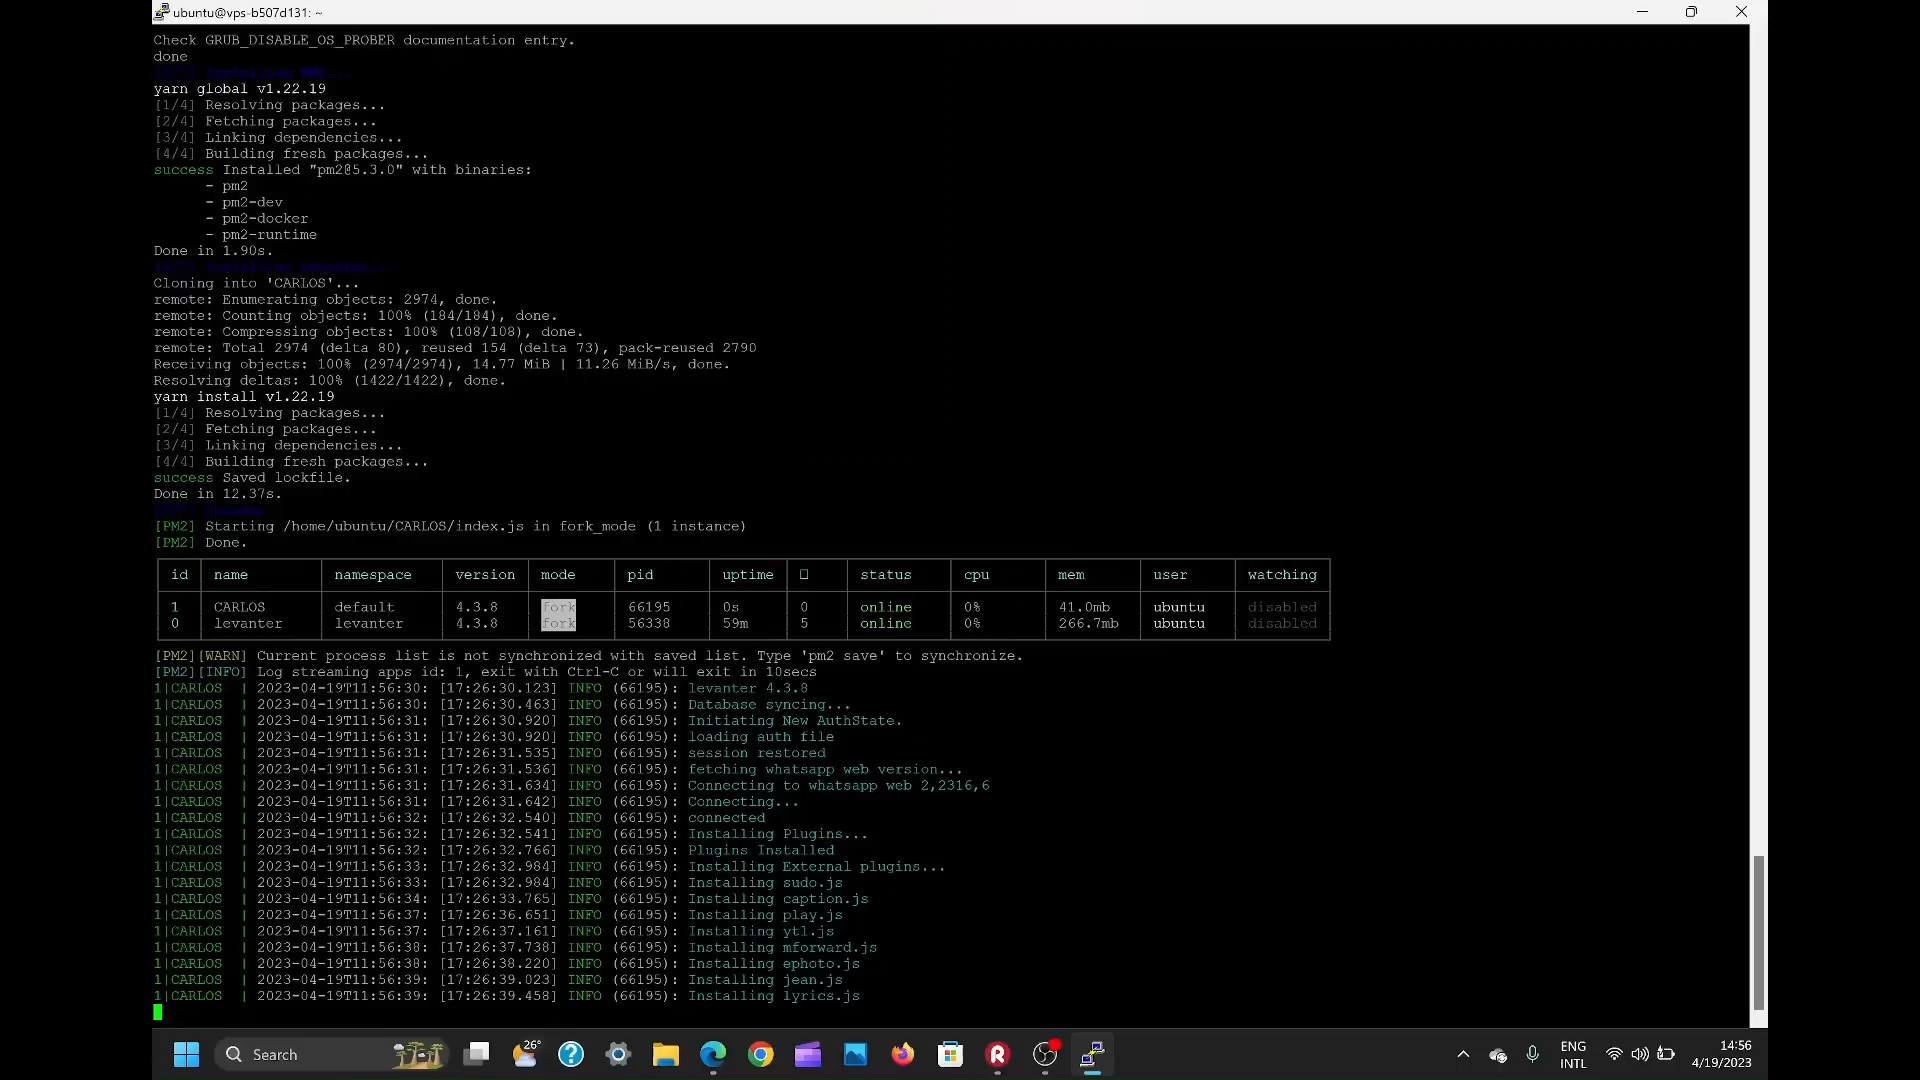 ubuntu@vps-b507d131: ~
Check GRUB_DISABLE_OS_PROBER documentation entry.
done
yarn global v1.22.19
[1/4] Resolving packages...
[2/4] Fetching packages...
[3/4] Linking dependencies...
[4/4] Building fresh packages...
success Installed "pm2@5.3.0" with binaries:
- pm2
- pm2-dev
- pm2-docker
- pm2-runtime
Done in 1.90s.
Cloning into 'CARLOS'...
remote: Enumerating objects: 2974, done.
remote: Counting objects: 100% (184/184), done.
remote: Compressing objects: 100% (108/108), done.
remote: Total 2974 (delta 80), reused 154 (delta 73), pack-reused 2790
Receiving objects: 100% (2974/2974), 14.77 MiB | 11.26 MiB/s, done.
Resolving deltas: 100% (1422/1422), done.
yarn install v1.22.19
[1/4] Resolving packages...
[2/4] Fetching packages...
[3/4] Linking dependencies...
[4/4] Building fresh packages...
success Saved lockfile.
Done in 12.37s.
[PM2] Starting /home/ubuntu/CARLOS/index.js in fork_mode (1 instance)
[PM2] Done.
id name namespace version mode pid uptime status cpu mem user watching
1 CARLOS default 4.3.8 fork 66195 0s 0 online 0% 41.0mb ubuntu disabled
0 levanter levanter 4.3.8 fork 56338 59m 5 online 0% 266.7mb ubuntu disabled
[PM2][WARN] Current process list is not synchronized with saved list. Type 'pm2 save' to synchronize.
[PM2][INFO] Log streaming apps id: 1, exit with Ctrl-C or will exit in 10secs
1|CARLOS | 2023-04-19T11:56:30: [17:26:30.123] INFO (66195): levanter 4.3.8
1|CARLOS | 2023-04-19T11:56:30: [17:26:30.463] INFO (66195): Database syncing...
1|CARLOS | 2023-04-19T11:56:31: [17:26:30.920] INFO (66195): Initiating New AuthState.
1|CARLOS | 2023-04-19T11:56:31: [17:26:30.920] INFO (66195): loading auth file
1|CARLOS | 2023-04-19T11:56:31: [17:26:31.535] INFO (66195): session restored
1|CARLOS | 2023-04-19T11:56:31: [17:26:31.536] INFO (66195): fetching whatsapp web version...
1|CARLOS | 2023-04-19T11:56:31: [17:26:31.634] INFO (66195): Connecting to whatsapp web 2,2316,6
1|CARLOS | 2023-04-19T11:56:31: [17:26:31.642] INFO (66195): Connecting...
1|CARLOS | 2023-04-19T11:56:32: [17:26:32.540] INFO (66195): connected
1|CARLOS | 2023-04-19T11:56:32: [17:26:32.541] INFO (66195): Installing Plugins...
1|CARLOS | 2023-04-19T11:56:32: [17:26:32.766] INFO (66195): Plugins Installed
1|CARLOS | 2023-04-19T11:56:33: [17:26:32.984] INFO (66195): Installing External plugins...
1|CARLOS | 2023-04-19T11:56:33: [17:26:32.984] INFO (66195): Installing sudo.js
1|CARLOS | 2023-04-19T11:56:34: [17:26:33.765] INFO (66195): Installing caption.js
1|CARLOS | 2023-04-19T11:56:37: [17:26:36.651] INFO (66195): Installing play.js
1|CARLOS | 2023-04-19T11:56:37: [17:26:37.161] INFO (66195): Installing ytl.js
1|CARLOS | 2023-04-19T11:56:38: [17:26:37.738] INFO (66195): Installing mforward.js
1|CARLOS | 2023-04-19T11:56:38: [17:26:38.220] INFO (66195): Installing ephoto.js
1|CARLOS | 2023-04-19T11:56:39: [17:26:39.023] INFO (66195): Installing jean.js
1|CARLOS | 2023-04-19T11:56:39: [17:26:39.458] INFO (66195): Installing lyrics.js
Search
26°
ENG
INTL
14:56
4/19/2023